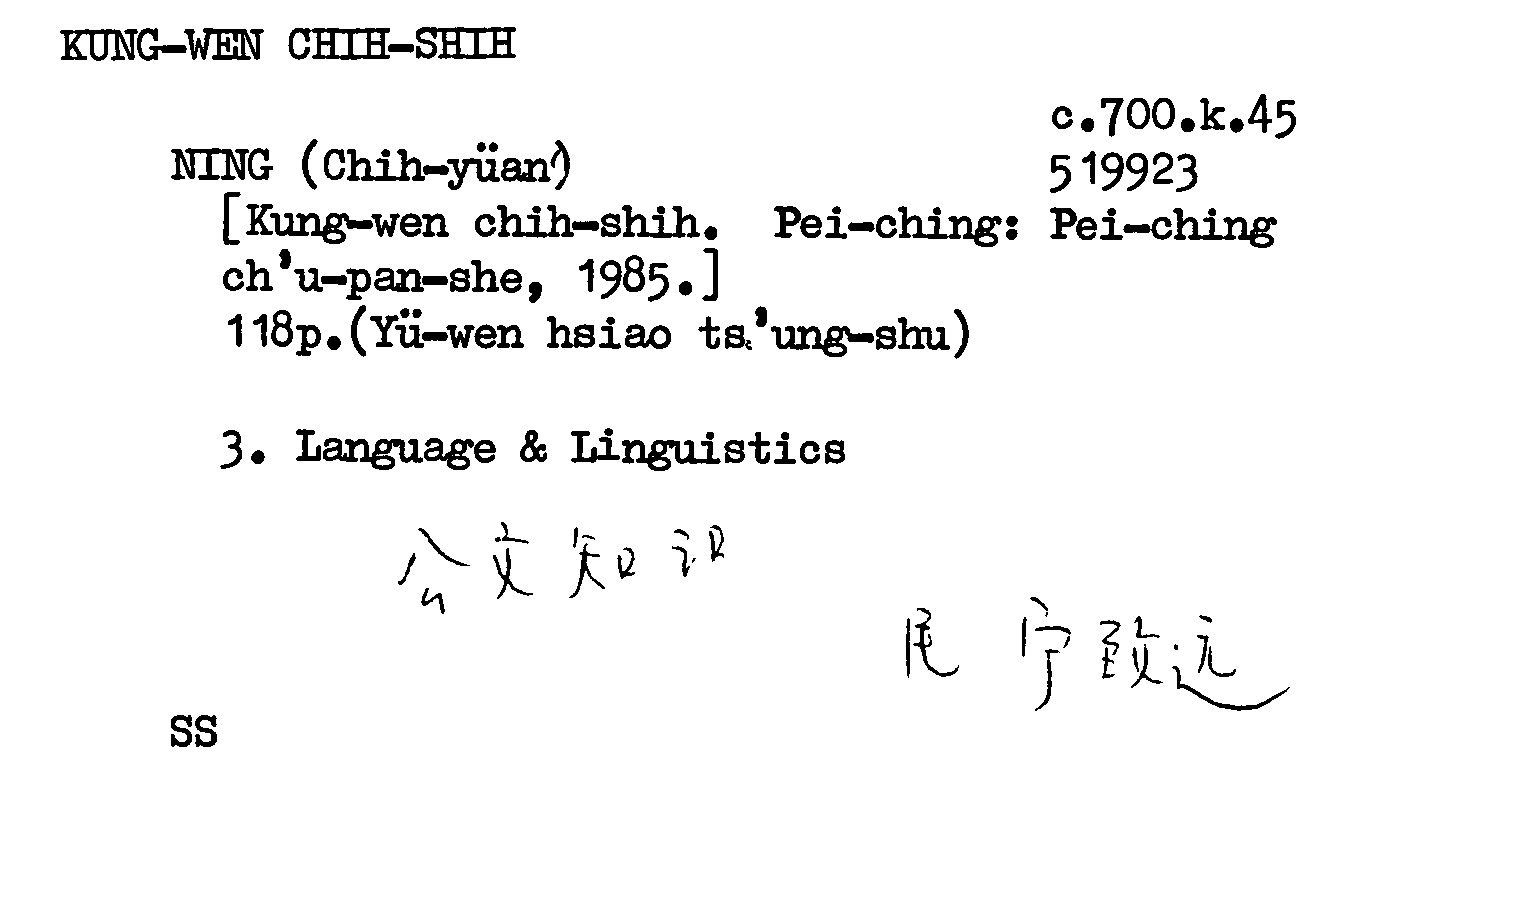 KUNG-WEN CHIH-SHIH
c.700.k.45
NING (Chih-yüan)
519923
[Kung-wen chih-shih. Pei-ching: Pei-ching
ch'u-pan-she, 1985.]
118p.(Yü-wen hsiao ts'ung-shu)
3. Language & Linguistics
公文知识
宁致远
SS